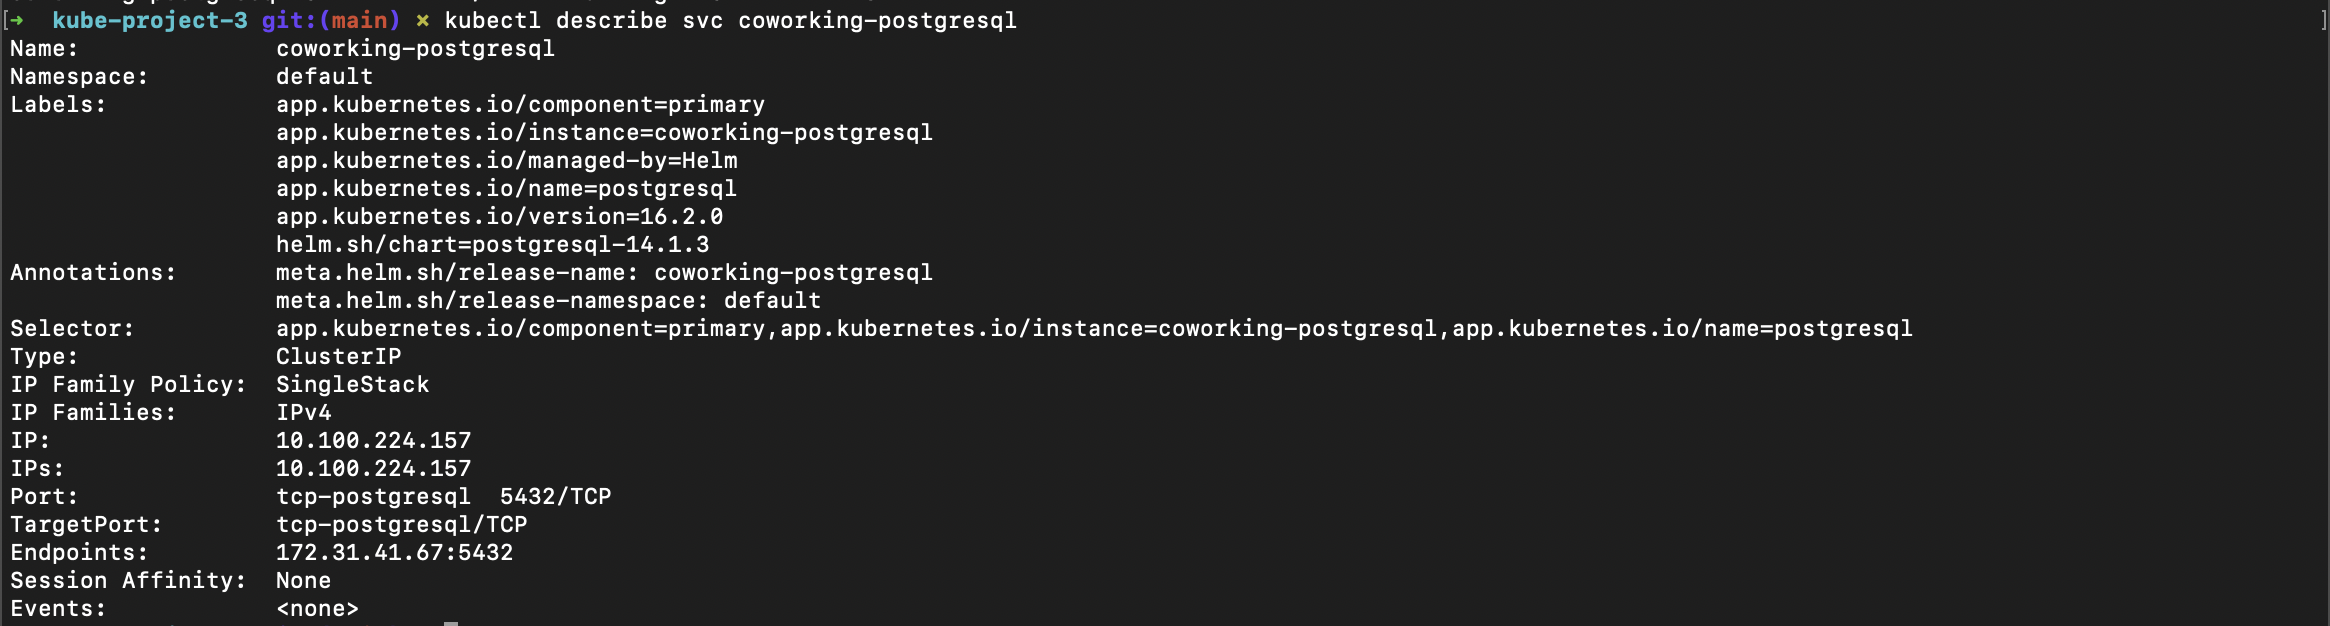 [➜  kube-project-3 git:(main) ✗ kubectl describe svc coworking-postgresql ]
Name:              coworking-postgresql
Namespace:         default
Labels:            app.kubernetes.io/component=primary
                   app.kubernetes.io/instance=coworking-postgresql
                   app.kubernetes.io/managed-by=Helm
                   app.kubernetes.io/name=postgresql
                   app.kubernetes.io/version=16.2.0
                   helm.sh/chart=postgresql-14.1.3
Annotations:       meta.helm.sh/release-name: coworking-postgresql
                   meta.helm.sh/release-namespace: default
Selector:          app.kubernetes.io/component=primary,app.kubernetes.io/instance=coworking-postgresql,app.kubernetes.io/name=postgresql
Type:              ClusterIP
IP Family Policy:  SingleStack
IP Families:       IPv4
IP:                10.100.224.157
IPs:               10.100.224.157
Port:              tcp-postgresql  5432/TCP
TargetPort:        tcp-postgresql/TCP
Endpoints:         172.31.41.67:5432
Session Affinity:  None
Events:            <none>